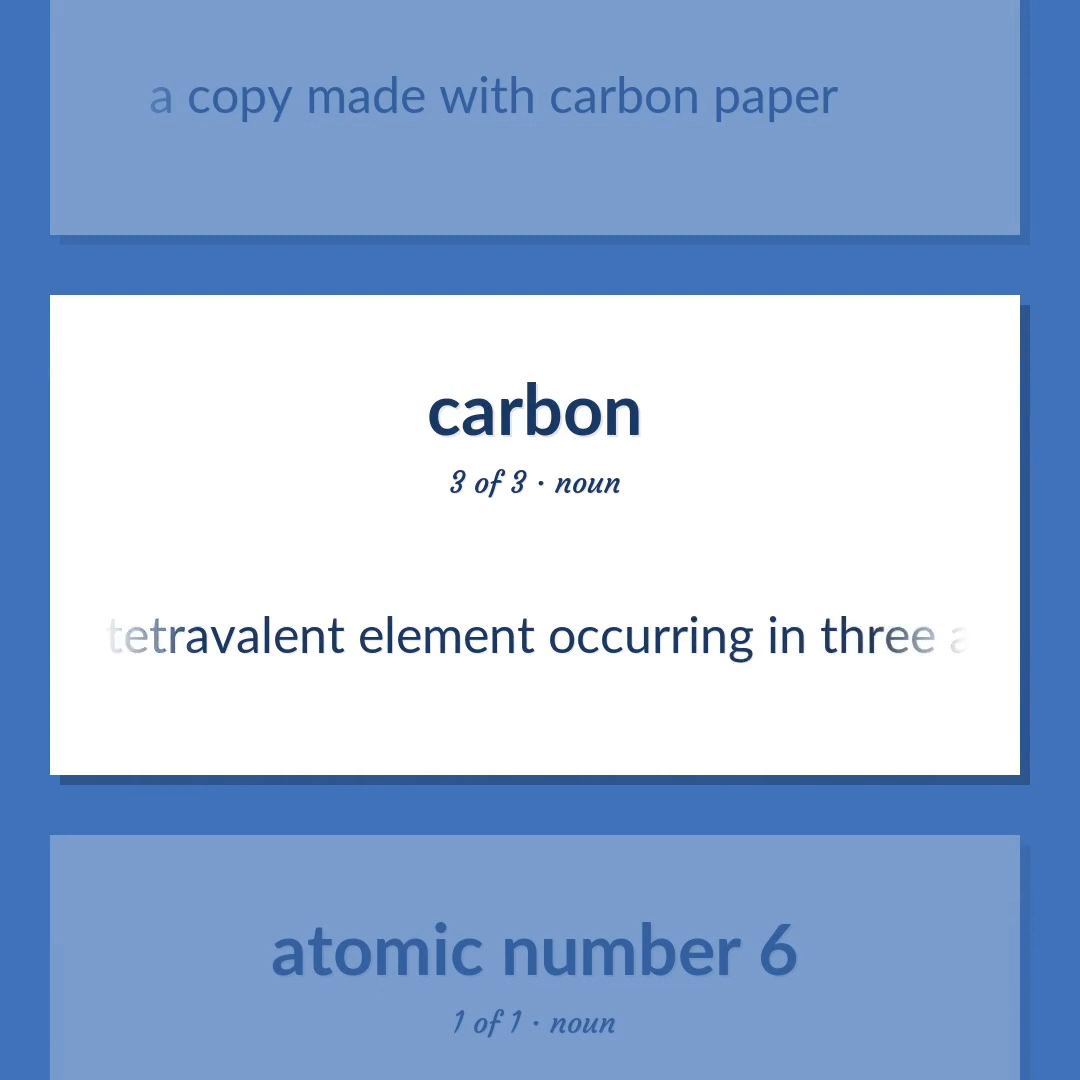 a copy made with carbon paper
carbon
3 of 3 · noun
tetravalent element occurring in three a
atomic number 6
1 of 1 · noun